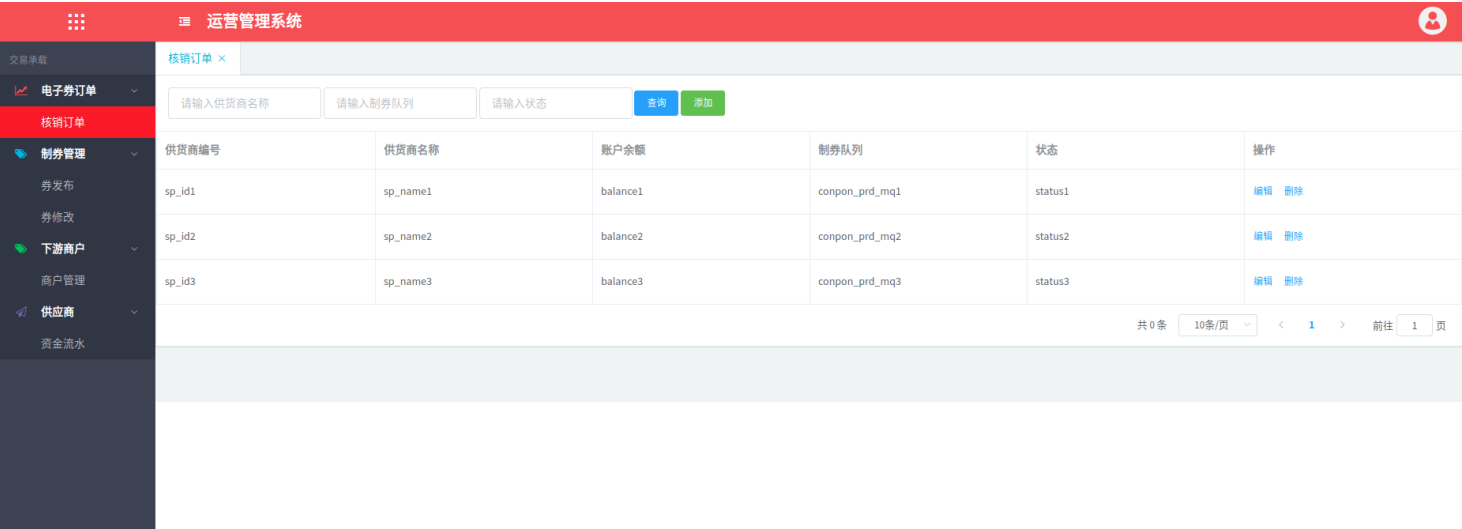 运营管理系统
交易承载
核销订单 ×
电子券订单
核销订单
制券管理
券发布
券修改
下游商户
商户管理
供应商
资金流水
请输入供货商名称 请输入制券队列 请输入状态 查询 添加
供货商编号 供货商名称 账户余额 制券队列 状态 操作
sp_id1 sp_name1 balance1 conpon_prd_mq1 status1 编辑 删除
sp_id2 sp_name2 balance2 conpon_prd_mq2 status2 编辑 删除
sp_id3 sp_name3 balance3 conpon_prd_mq3 status3 编辑 删除
共 0 条 10条/页 < 1 > 前往 1 页